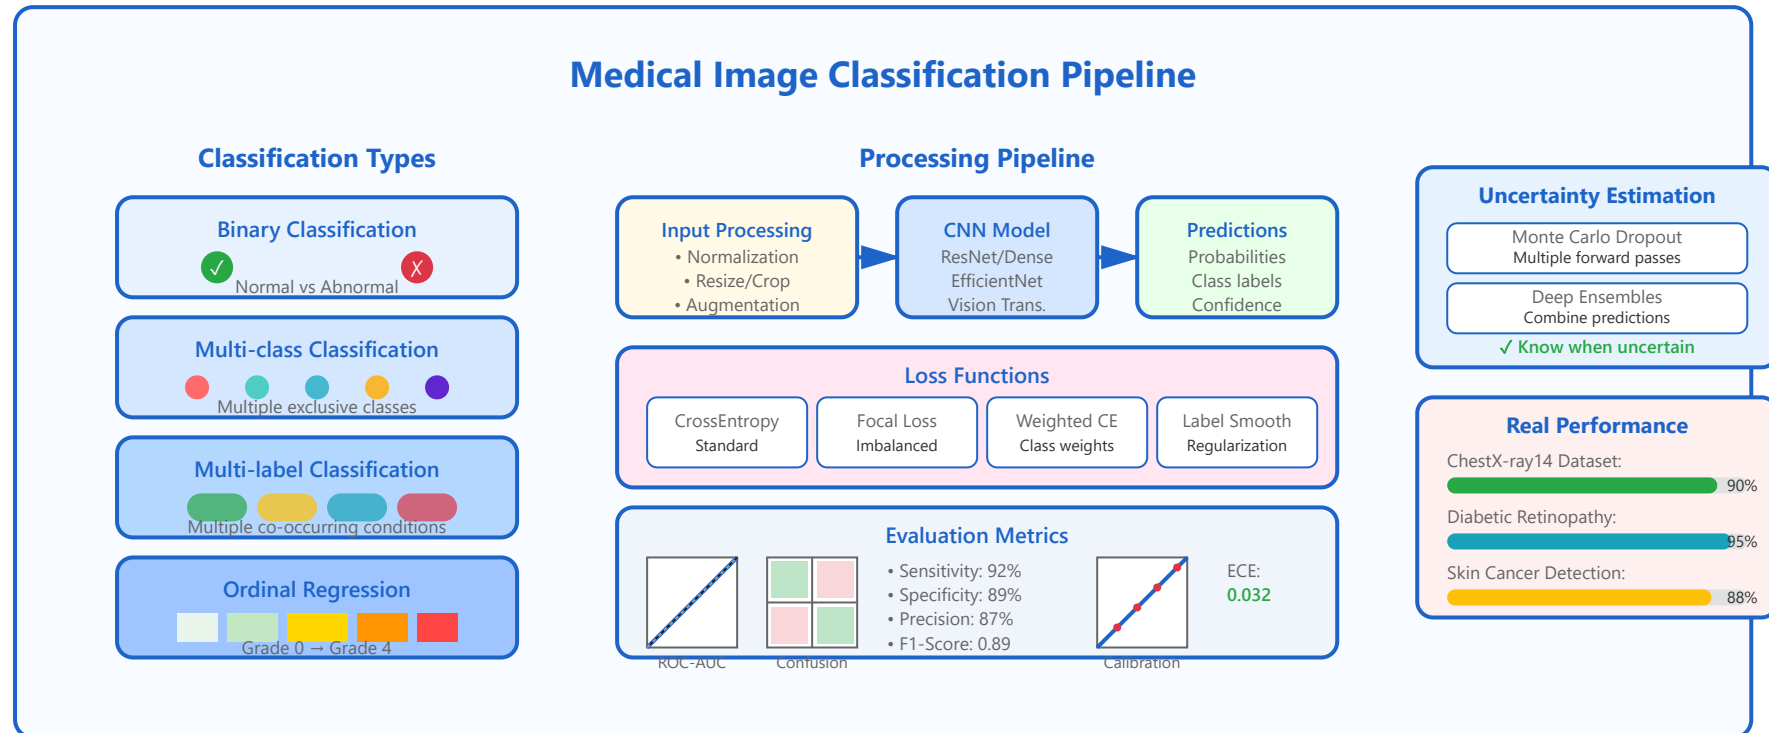 Medical Image Classification Pipeline
Classification Types
Binary Classification
✓
✗
Normal vs Abnormal
Multi-class Classification
Multiple exclusive classes
Multi-label Classification
Multiple co-occurring conditions
Ordinal Regression
Grade 0 → Grade 4
Processing Pipeline
Input Processing
• Normalization
• Resize/Crop
• Augmentation
CNN Model
ResNet/Dense
EfficientNet
Vision Trans.
Predictions
Probabilities
Class labels
Confidence
Loss Functions
CrossEntropy
Standard
Focal Loss
Imbalanced
Weighted CE
Class weights
Label Smooth
Regularization
Evaluation Metrics
ROC-AUC
Confusion
• Sensitivity: 92%
• Specificity: 89%
• Precision: 87%
• F1-Score: 0.89
Calibration
ECE:
0.032
Uncertainty Estimation
Monte Carlo Dropout
Multiple forward passes
Deep Ensembles
Combine predictions
✓ Know when uncertain
Real Performance
ChestX-ray14 Dataset:
90%
Diabetic Retinopathy:
95%
Skin Cancer Detection:
88%